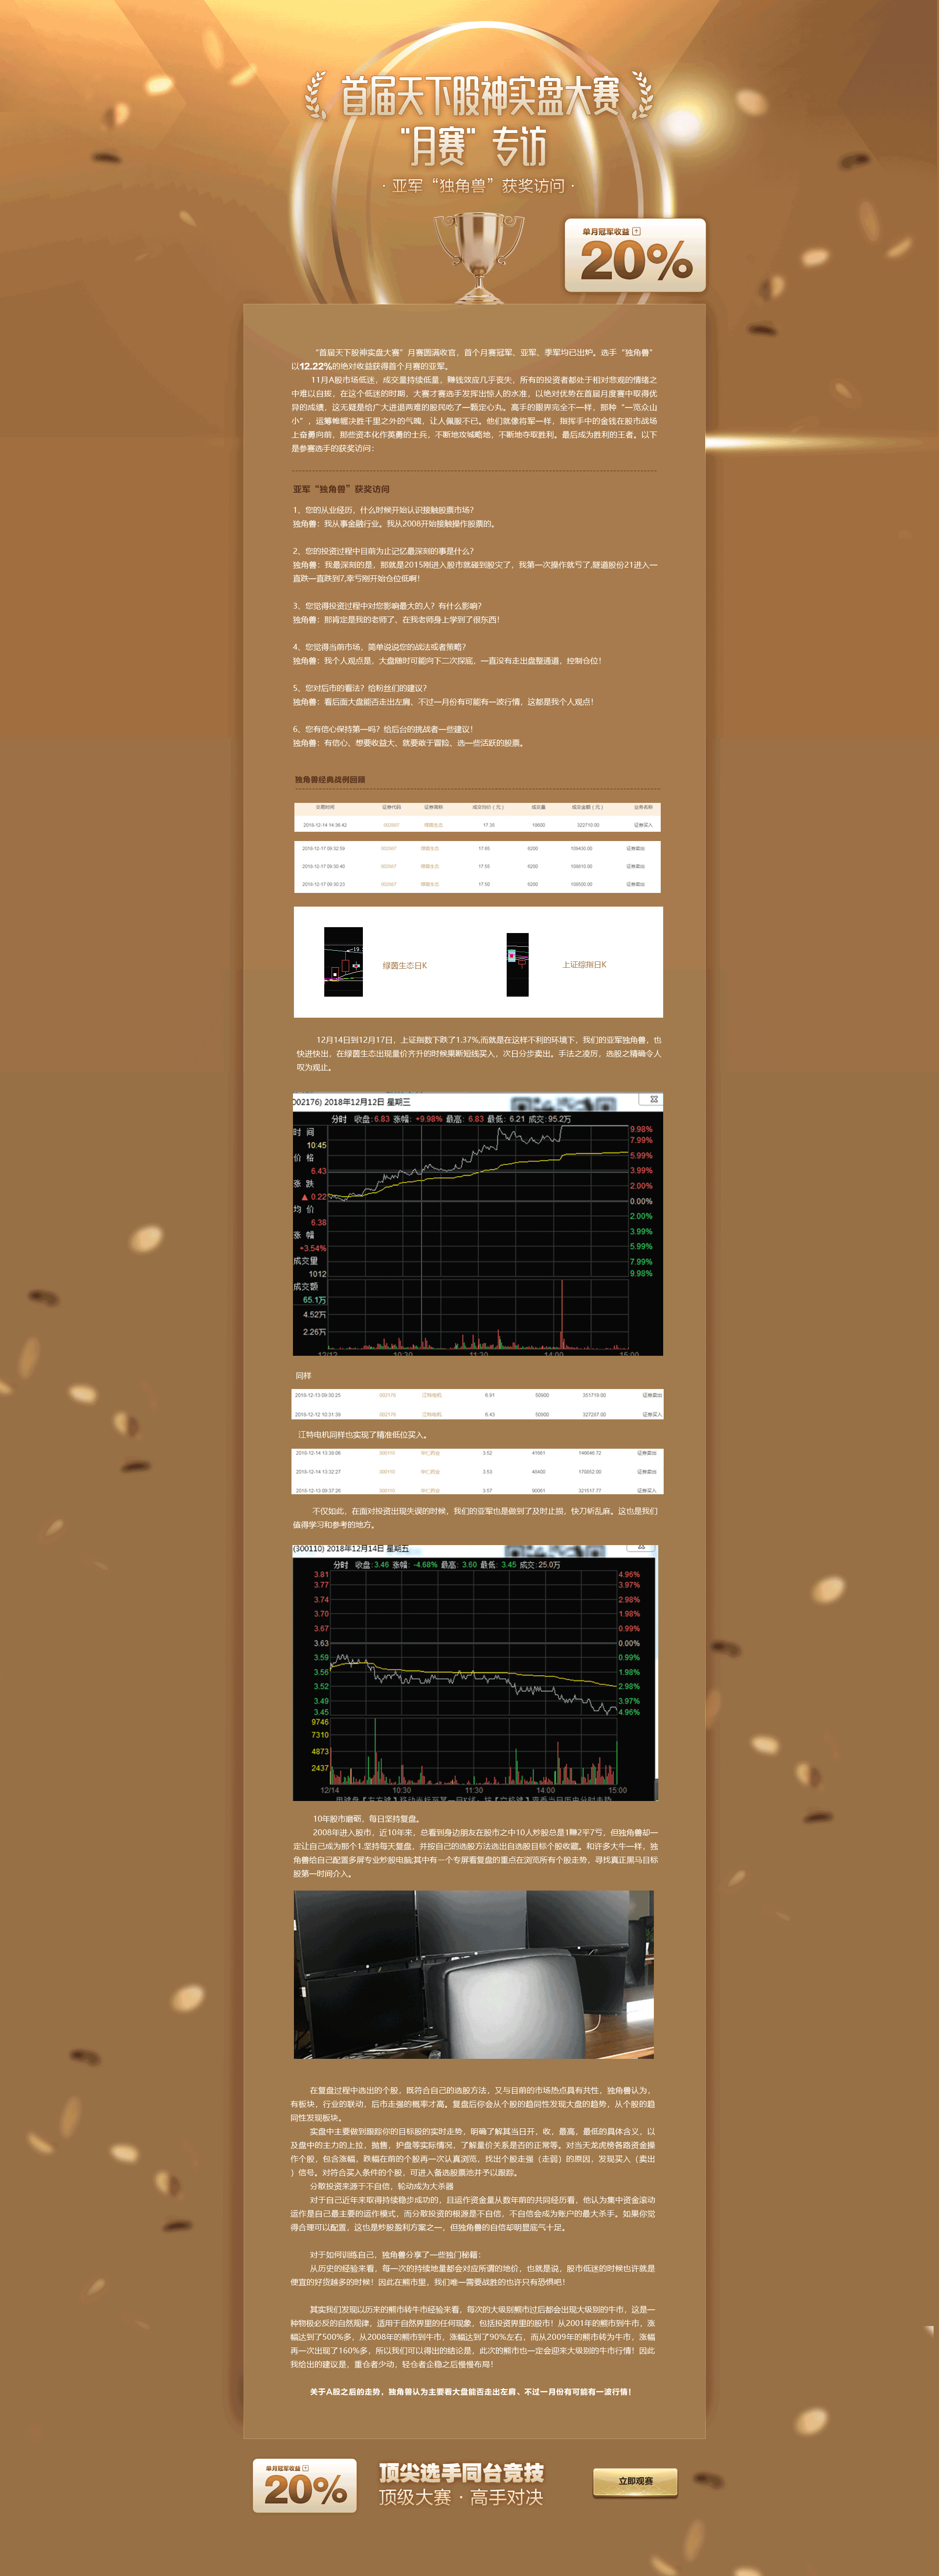 首届天下股神实盘大赛
"月赛" 专访
· 亚军“独角兽”获奖访问 ·
单月冠军收益
20%
“首届天下股神实盘大赛”月赛圆满收官，首个月赛冠军、亚军、季军均已出炉。选手“独角兽”
以12.22%的绝对收益获得首个月赛的亚军。
11月A股市场低迷，成交量持续低量，赚钱效应几乎丧失，所有的投资者都处于相对悲观的情绪之
中难以自拔，在这个低迷的时期，大赛才赛选手发挥出惊人的水准，以绝对优势在首届月度赛中取得优
异的成绩，这无疑是给广大进退两难的股民吃了一颗定心丸。高手的眼界完全不一样，那种“一览众山
小”，运筹帷幄决胜千里之外的气魄，让人佩服不已。他们就像将军一样，指挥手中的金钱在股市战场
上奋勇向前，那些资本化作英勇的士兵，不断地攻城略地，不断地夺取胜利。最后成为胜利的王者。以下
是参赛选手的获奖访问：
亚军“独角兽”获奖访问
1、您的从业经历，什么时候开始认识接触股票市场？
独角兽：我从事金融行业。我从2008开始接触操作股票的。
2、您的投资过程中目前为止记忆最深刻的事是什么？
独角兽：我最深刻的是，那就是2015刚进入股市就碰到股灾了，我第一次操作就亏了,隧道股份21进入一
直跌一直跌到7,幸亏刚开始仓位低啊！
3、您觉得投资过程中对您影响最大的人？有什么影响？
独角兽：那肯定是我的老师了、在我老师身上学到了很东西！
4、您觉得当前市场，简单说说您的战法或者策略？
独角兽：我个人观点是，大盘随时可能向下二次探底，一直没有走出盘整通道，控制仓位！
5、您对后市的看法？给粉丝们的建议？
独角兽：看后面大盘能否走出左肩、不过一月份有可能有一波行情，这都是我个人观点！
6、您有信心保持第一吗？给后台的挑战者一些建议！
独角兽：有信心、想要收益大、就要敢于冒险、选一些活跃的股票。
独角兽经典战例回顾
交易时间 证券代码 证券简称 成交均价（元） 成交量 成交金额（元） 业务名称
2018-12-14 14:36:42 002887 绿茵生态 17.35 18600 322710.00 证券买入
2018-12-17 09:32:59 002887 绿茵生态 17.65 6200 109430.00 证券卖出
2018-12-17 09:30:40 002887 绿茵生态 17.55 6200 108810.00 证券卖出
2018-12-17 09:30:23 002887 绿茵生态 17.50 6200 108500.00 证券卖出
绿茵生态日K
上证综指日K
12月14日到12月17日，上证指数下跌了1.37%,而就是在这样不利的环境下，我们的亚军独角兽，也
快进快出，在绿茵生态出现量价齐升的时候果断短线买入，次日分步卖出。手法之凌厉，选股之精确令人
叹为观止。
002176) 2018年12月12日 星期三
分时 收盘: 6.83 涨幅: +9.98% 最高: 6.83 最低: 6.21 成交: 95.2万
时 间
10:45
价 格
6.43
涨 跌
▲ 0.22
均 价
6.38
涨 幅
+3.54%
成交量
1012
成交额
65.1万
4.52万
2.26万
9.98%
7.99%
5.99%
3.99%
2.00%
0.00%
2.00%
3.99%
5.99%
7.99%
9.98%
12/12 10:30 11:30 14:00 15:00
同样
2018-12-13 09:30:25 002176 江特电机 6.91 50900 351719.00 证券卖出
2018-12-12 10:31:39 002176 江特电机 6.43 50900 327287.00 证券买入
江特电机同样也实现了精准低位买入。
2018-12-14 13:38:06 300110 华仁药业 3.52 41661 146646.72 证券卖出
2018-12-14 13:32:27 300110 华仁药业 3.53 48400 170852.00 证券卖出
2018-12-13 09:37:28 300110 华仁药业 3.57 90061 321517.77 证券买入
不仅如此，在面对投资出现失误的时候，我们的亚军也是做到了及时止损，快刀斩乱麻。这也是我们
值得学习和参考的地方。
(300110) 2018年12月14日 星期五
分时 收盘: 3.46 涨幅: -4.68% 最高: 3.60 最低: 3.45 成交: 25.0万
3.81
3.77
3.74
3.70
3.67
3.63
3.59
3.56
3.52
3.49
3.45
9746
7310
4873
2437
4.96%
3.97%
2.98%
1.98%
0.99%
0.00%
0.99%
1.98%
2.98%
3.97%
4.96%
12/14 10:30 11:30 14:00 15:00
10年股市磨砺，每日坚持复盘。
2008年进入股市，近10年来，总看到身边朋友在股市之中10人炒股总是1赚2平7亏，但独角兽却一
定让自己成为那个1.坚持每天复盘，并按自己的选股方法选出自选股目标个股收藏。和许多大牛一样，独
角兽给自己配置多屏专业炒股电脑;其中有一个专屏看复盘的重点在浏览所有个股走势，寻找真正黑马目标
股第一时间介入。
在复盘过程中选出的个股，既符合自己的选股方法，又与目前的市场热点具有共性，独角兽认为，
有板块，行业的联动，后市走强的概率才高。复盘后你会从个股的趋同性发现大盘的趋势，从个股的趋
同性发现板块。
实盘中主要做到跟踪你的目标股的实时走势，明确了解其当日开，收，最高，最低的具体含义，以
及盘中的主力的上拉，抛售，护盘等实际情况，了解量价关系是否的正常等。对当天龙虎榜各路资金操
作个股，包含涨幅，跌幅在前的个股再一次认真浏览，找出个股走强（走弱）的原因，发现买入（卖出
）信号。对符合买入条件的个股，可进入备选股票池并予以跟踪。
分散投资来源于不自信，轮动成为大杀器
对于自己近年来取得持续稳步成功的，且运作资金量从数年前的共同经历看，他认为集中资金滚动
运作是自己最主要的运作模式，而分散投资的根源是不自信，不自信会成为账户的最大杀手。如果你觉
得合理可以配置，这也是炒股盈利方案之一，但独角兽的自信却明显底气十足。
对于如何训练自己，独角兽分享了一些独门秘籍：
从历史的经验来看，每一次的持续地量都会对应所谓的地价，也就是说，股市低迷的时候也许就是
便宜的好货越多的时候！因此在熊市里，我们唯一需要战胜的也许只有恐惧吧！
其实我们发现以历来的熊市转牛市经验来看，每次的大级别熊市过后都会出现大级别的牛市，这是一
种物极必反的自然规律，适用于自然界里的任何现象，包括投资界里的股市！从2001年的熊市到牛市，涨
幅达到了500%多，从2008年的熊市到牛市，涨幅达到了90%左右，而从2009年的熊市转为牛市，涨幅
再一次出现了160%多，所以我们可以得出的结论是，此次的熊市也一定会迎来大级别的牛市行情！因此
我给出的建议是，重仓者少动，轻仓者企稳之后慢慢布局！
关于A股之后的走势，独角兽认为主要看大盘能否走出左肩、不过一月份有可能有一波行情！
单月冠军收益
20%
顶尖选手同台竞技
顶级大赛 · 高手对决
立即观赛